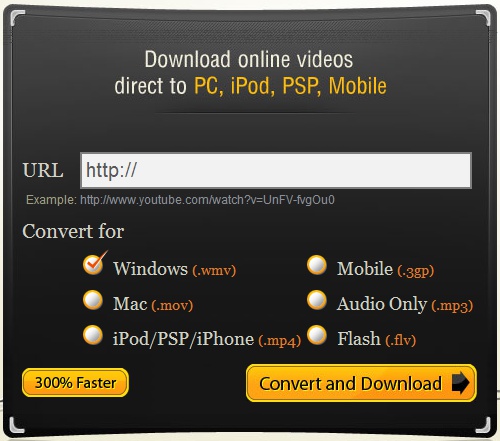 Download online videos
direct to PC, iPod, PSP, Mobile
URL http://
Example: http://www.youtube.com/watch?v=UnFV-fvgOu0
Convert for
Windows (.wmv) Mobile (.3gp)
Mac (.mov) Audio Only (.mp3)
iPod/PSP/iPhone (.mp4) Flash (.flv)
300% Faster Convert and Download